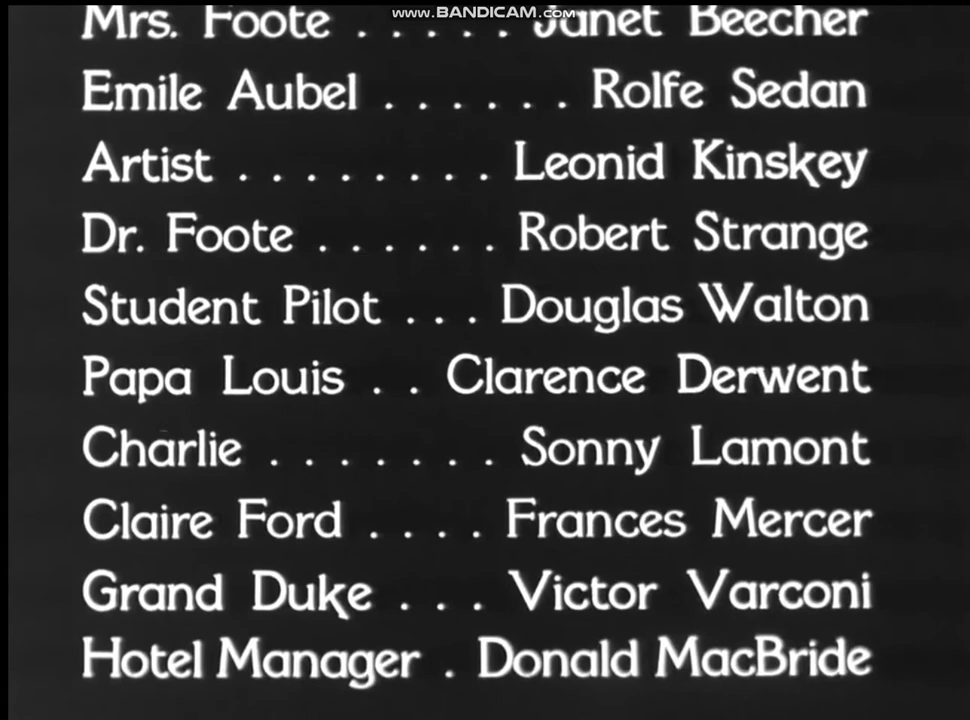 WWW.BANDICAM.COM
Mrs. Foote . . . . . Janet Beecher
Emile Aubel . . . . . . Rolfe Sedan
Artist . . . . . . . . Leonid Kinskey
Dr. Foote . . . . . . Robert Strange
Student Pilot . . . Douglas Walton
Papa Louis . . Clarence Derwent
Charlie . . . . . . . Sonny Lamont
Claire Ford . . . . Frances Mercer
Grand Duke . . . Victor Varconi
Hotel Manager . Donald MacBride